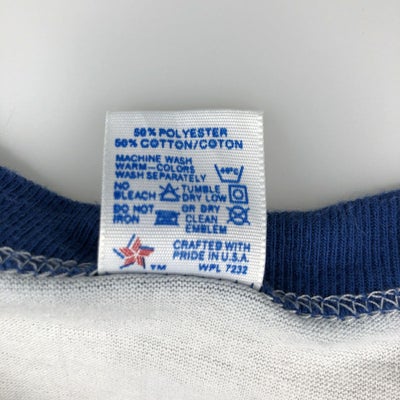 50% POLYESTER
50% COTTON/COTON
MACHINE WASH
WARM-COLORS
WASH SEPARATELY
NO TUMBLE
BLEACH DRY LOW
DO NOT OR DRY
IRON CLEAN
EMBLEM
CRAFTED WITH
PRIDE IN U.S.A.
TM WPL 7232